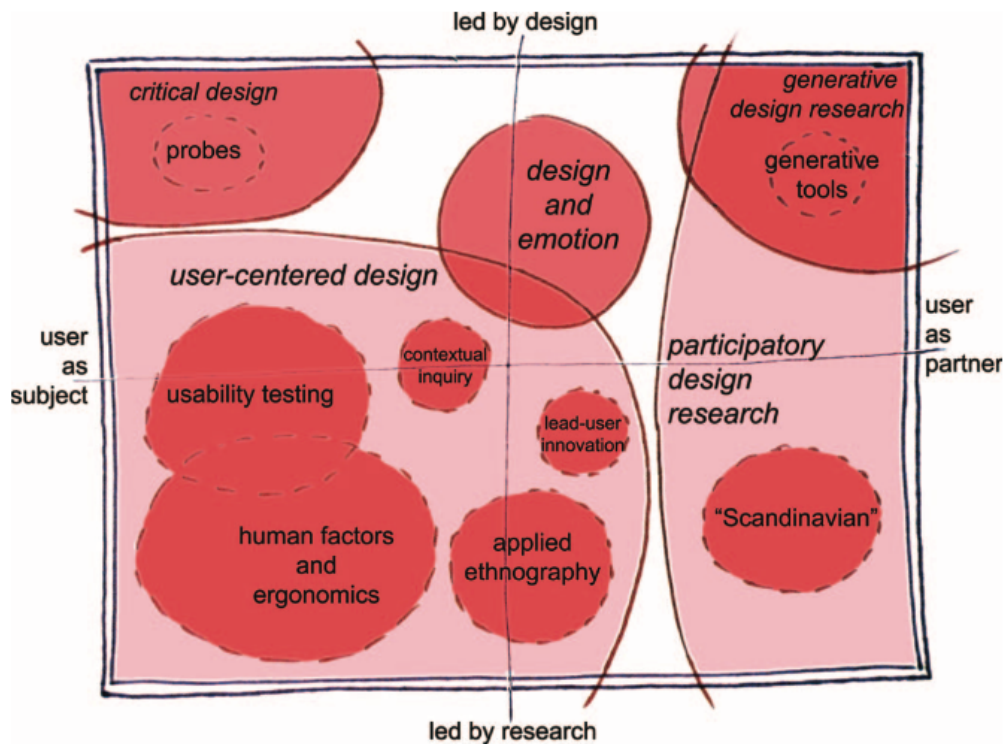 led by design
critical design
probes
generative
design research
generative
tools
design
and
emotion
user-centered design
user
as
subject
usability testing
contextual
inquiry
lead-user
innovation
participatory
design
research
user
as
partner
human factors
and
ergonomics
applied
ethnography
“Scandinavian”
led by research